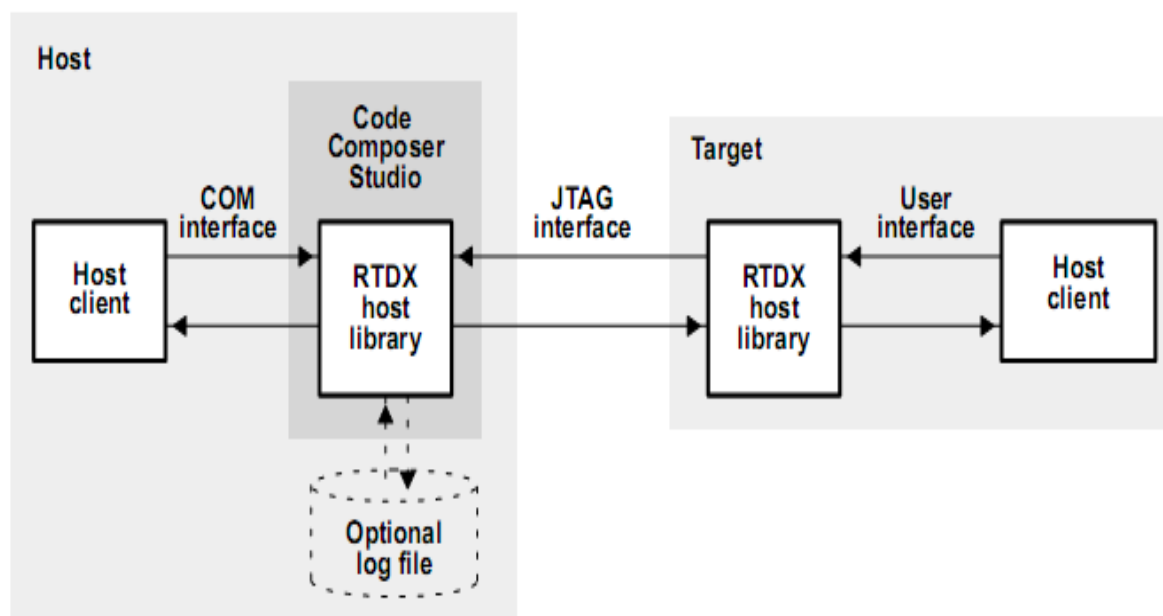 Host
Code
Composer
Studio
Target
COM
interface
JTAG
interface
User
interface
Host
client
RTDX
host
library
RTDX
host
library
Host
client
Optional
log file